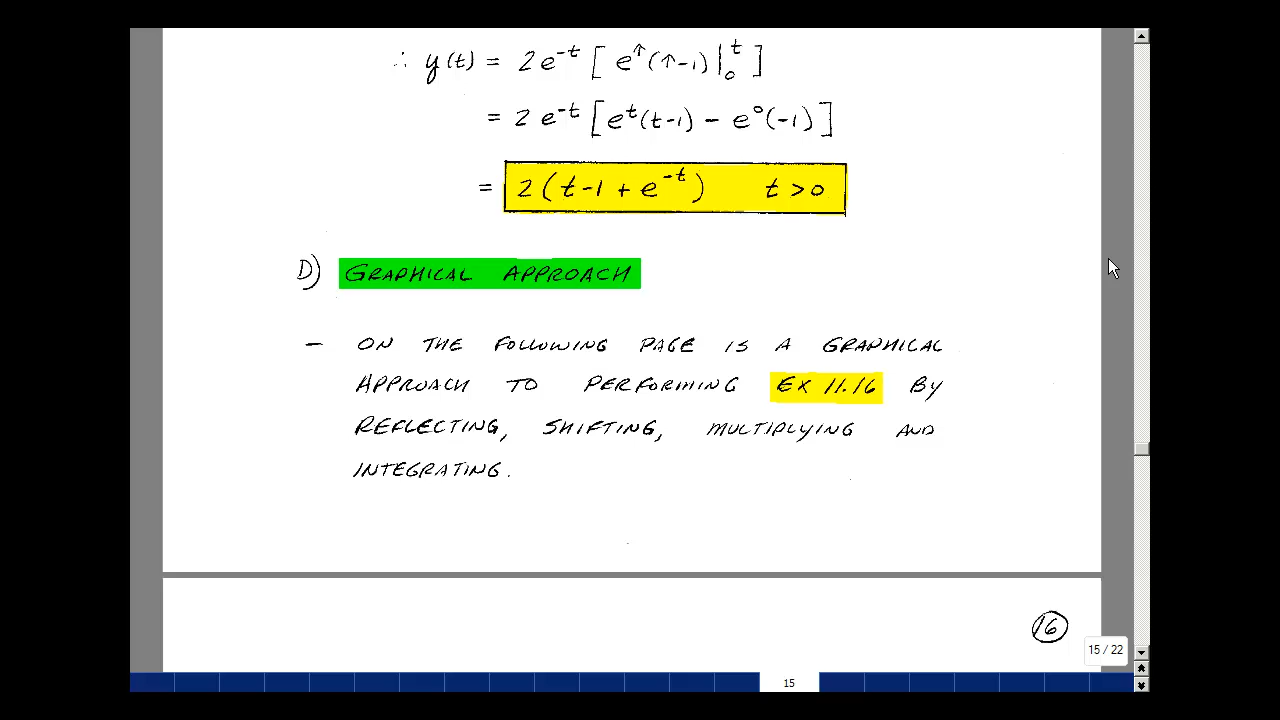 ∴ y(t) = 2e^{-t} [ e^↑(↑-1) |_0^t ]
= 2 e^{-t} [ e^t(t-1) - e^0(-1) ]
= 2(t-1 + e^{-t}) t > 0
D) GRAPHICAL APPROACH
- ON THE FOLLOWING PAGE IS A GRAPHICAL
APPROACH TO PERFORMING EX 11.16 BY
REFLECTING, SHIFTING, MULTIPLYING AND
INTEGRATING.
16
15 / 22
15